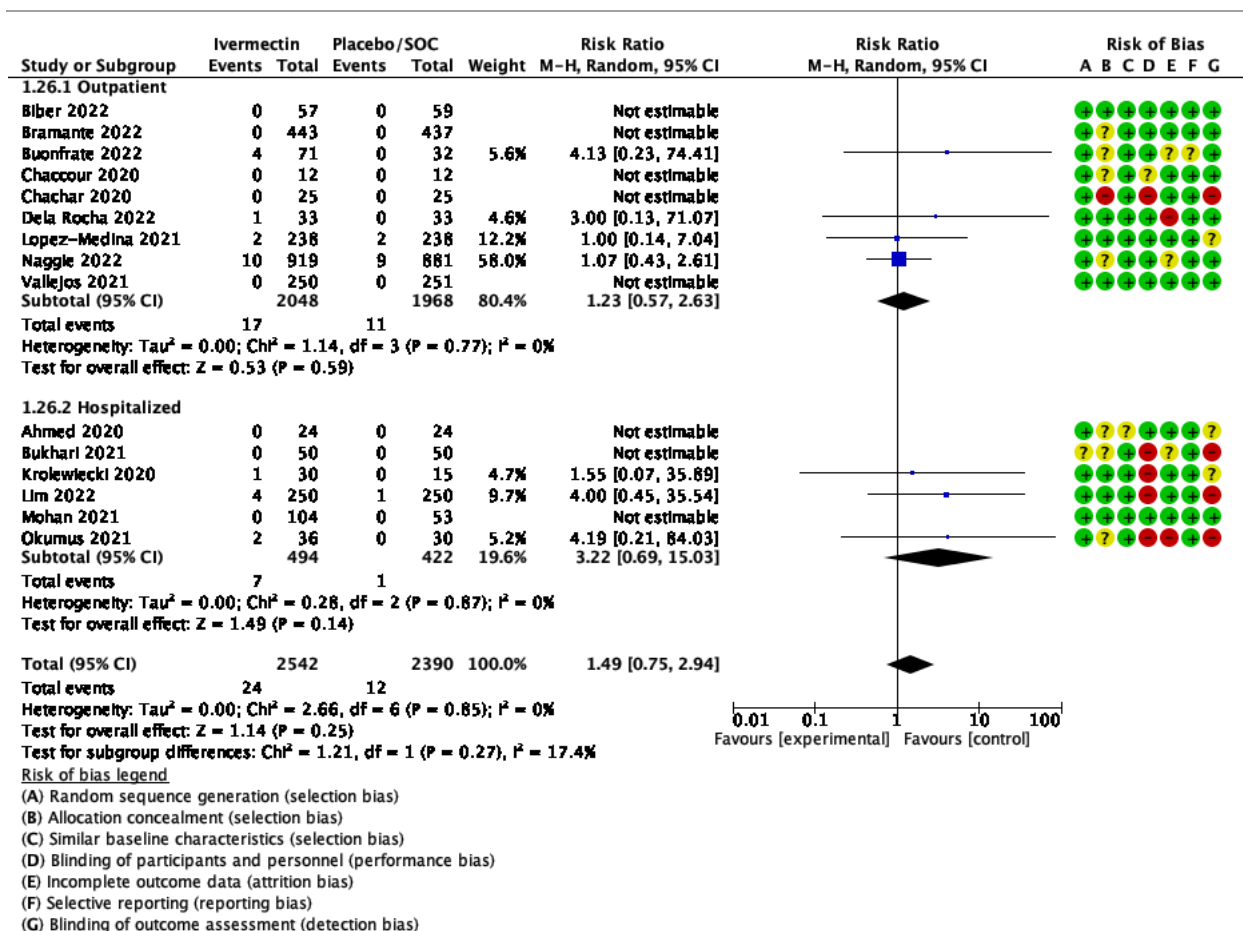 Ivermectin Placebo/SOC Risk Ratio Risk Ratio Risk of Bias
Study or Subgroup Events Total Events Total Weight M-H, Random, 95% CI M-H, Random, 95% CI A B C D E F G
1.26.1 Outpatient
Biber 2022 0 57 0 59 Not estimable + + + + + + +
Bramante 2022 0 443 0 437 Not estimable + ? + + + + +
Buonfrate 2022 4 71 0 32 5.6% 4.13 [0.23, 74.41] + ? + + ? ? +
Chaccour 2020 0 12 0 12 Not estimable + ? + ? + + +
Chachar 2020 0 25 0 25 Not estimable + - + - + + -
Dela Rocha 2022 1 33 0 33 4.6% 3.00 [0.13, 71.07] + + + + - + +
Lopez-Medina 2021 2 238 2 238 12.2% 1.00 [0.14, 7.04] + + + + + + ?
Naggie 2022 10 919 9 881 58.0% 1.07 [0.43, 2.61] + ? + + ? + +
Vallejos 2021 0 250 0 251 Not estimable + + + + + + +
Subtotal (95% CI) 2048 1968 80.4% 1.23 [0.57, 2.63]
Total events 17 11
Heterogeneity: Tau² = 0.00; Chi² = 1.14, df = 3 (P = 0.77); I² = 0%
Test for overall effect: Z = 0.53 (P = 0.59)
1.26.2 Hospitalized
Ahmed 2020 0 24 0 24 Not estimable + ? ? + + + ?
Bukhari 2021 0 50 0 50 Not estimable ? ? + - ? + -
Krolewiecki 2020 1 30 0 15 4.7% 1.55 [0.07, 35.89] + + + - + + ?
Lim 2022 4 250 1 250 9.7% 4.00 [0.45, 35.54] + + + - + + -
Mohan 2021 0 104 0 53 Not estimable + + + + + + +
Okumus 2021 2 36 0 30 5.2% 4.19 [0.21, 84.03] + ? + - - + -
Subtotal (95% CI) 494 422 19.6% 3.22 [0.69, 15.03]
Total events 7 1
Heterogeneity: Tau² = 0.00; Chi² = 0.28, df = 2 (P = 0.87); I² = 0%
Test for overall effect: Z = 1.49 (P = 0.14)
Total (95% CI) 2542 2390 100.0% 1.49 [0.75, 2.94]
Total events 24 12
Heterogeneity: Tau² = 0.00; Chi² = 2.66, df = 6 (P = 0.85); I² = 0%
Test for overall effect: Z = 1.14 (P = 0.25)
Test for subgroup differences: Chi² = 1.21, df = 1 (P = 0.27), I² = 17.4%
0.01 0.1 1 10 100
Favours [experimental] Favours [control]
Risk of bias legend
(A) Random sequence generation (selection bias)
(B) Allocation concealment (selection bias)
(C) Similar baseline characteristics (selection bias)
(D) Blinding of participants and personnel (performance bias)
(E) Incomplete outcome data (attrition bias)
(F) Selective reporting (reporting bias)
(G) Blinding of outcome assessment (detection bias)